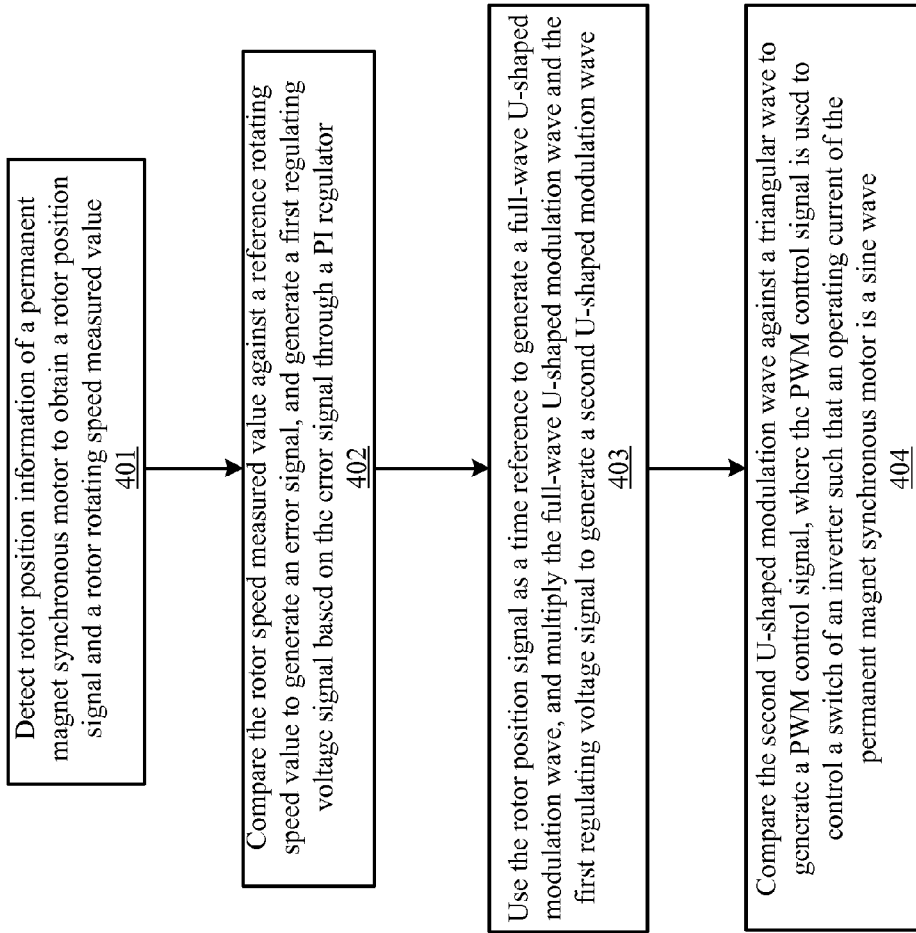 Detect rotor position information of a permanent
magnet synchronous motor to obtain a rotor position
signal and a rotor rotating speed measured value
401
Compare the rotor speed measured value against a reference rotating
speed value to generate an error signal, and generate a first regulating
voltage signal based on the error signal through a PI regulator
402
Use the rotor position signal as a time reference to generate a full-wave U-shaped
modulation wave, and multiply the full-wave U-shaped modulation wave and the
first regulating voltage signal to generate a second U-shaped modulation wave
403
Compare the second U-shaped modulation wave against a triangular wave to
generate a PWM control signal, where the PWM control signal is used to
control a switch of an inverter such that an operating current of the
permanent magnet synchronous motor is a sine wave
404